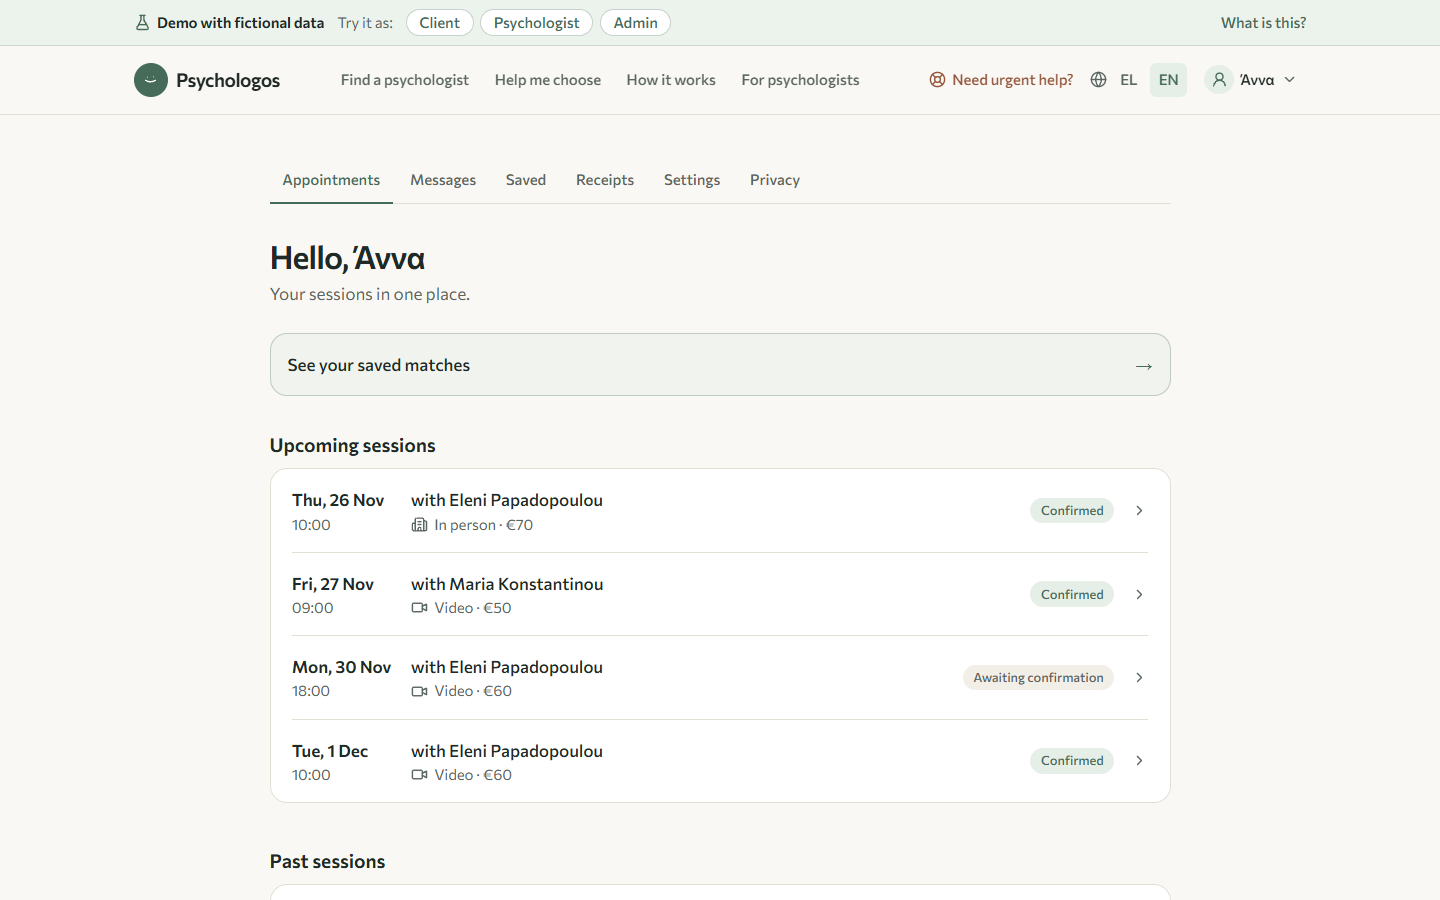 Demo with fictional data Try it as: Client Psychologist Admin What is this?
Psychologos Find a psychologist Help me choose How it works For psychologists Need urgent help? EL EN Άννα
Appointments Messages Saved Receipts Settings Privacy
Hello, Άννα
Your sessions in one place.
See your saved matches →
Upcoming sessions
Thu, 26 Nov with Eleni Papadopoulou Confirmed
10:00 In person · €70
Fri, 27 Nov with Maria Konstantinou Confirmed
09:00 Video · €50
Mon, 30 Nov with Eleni Papadopoulou Awaiting confirmation
18:00 Video · €60
Tue, 1 Dec with Eleni Papadopoulou Confirmed
10:00 Video · €60
Past sessions